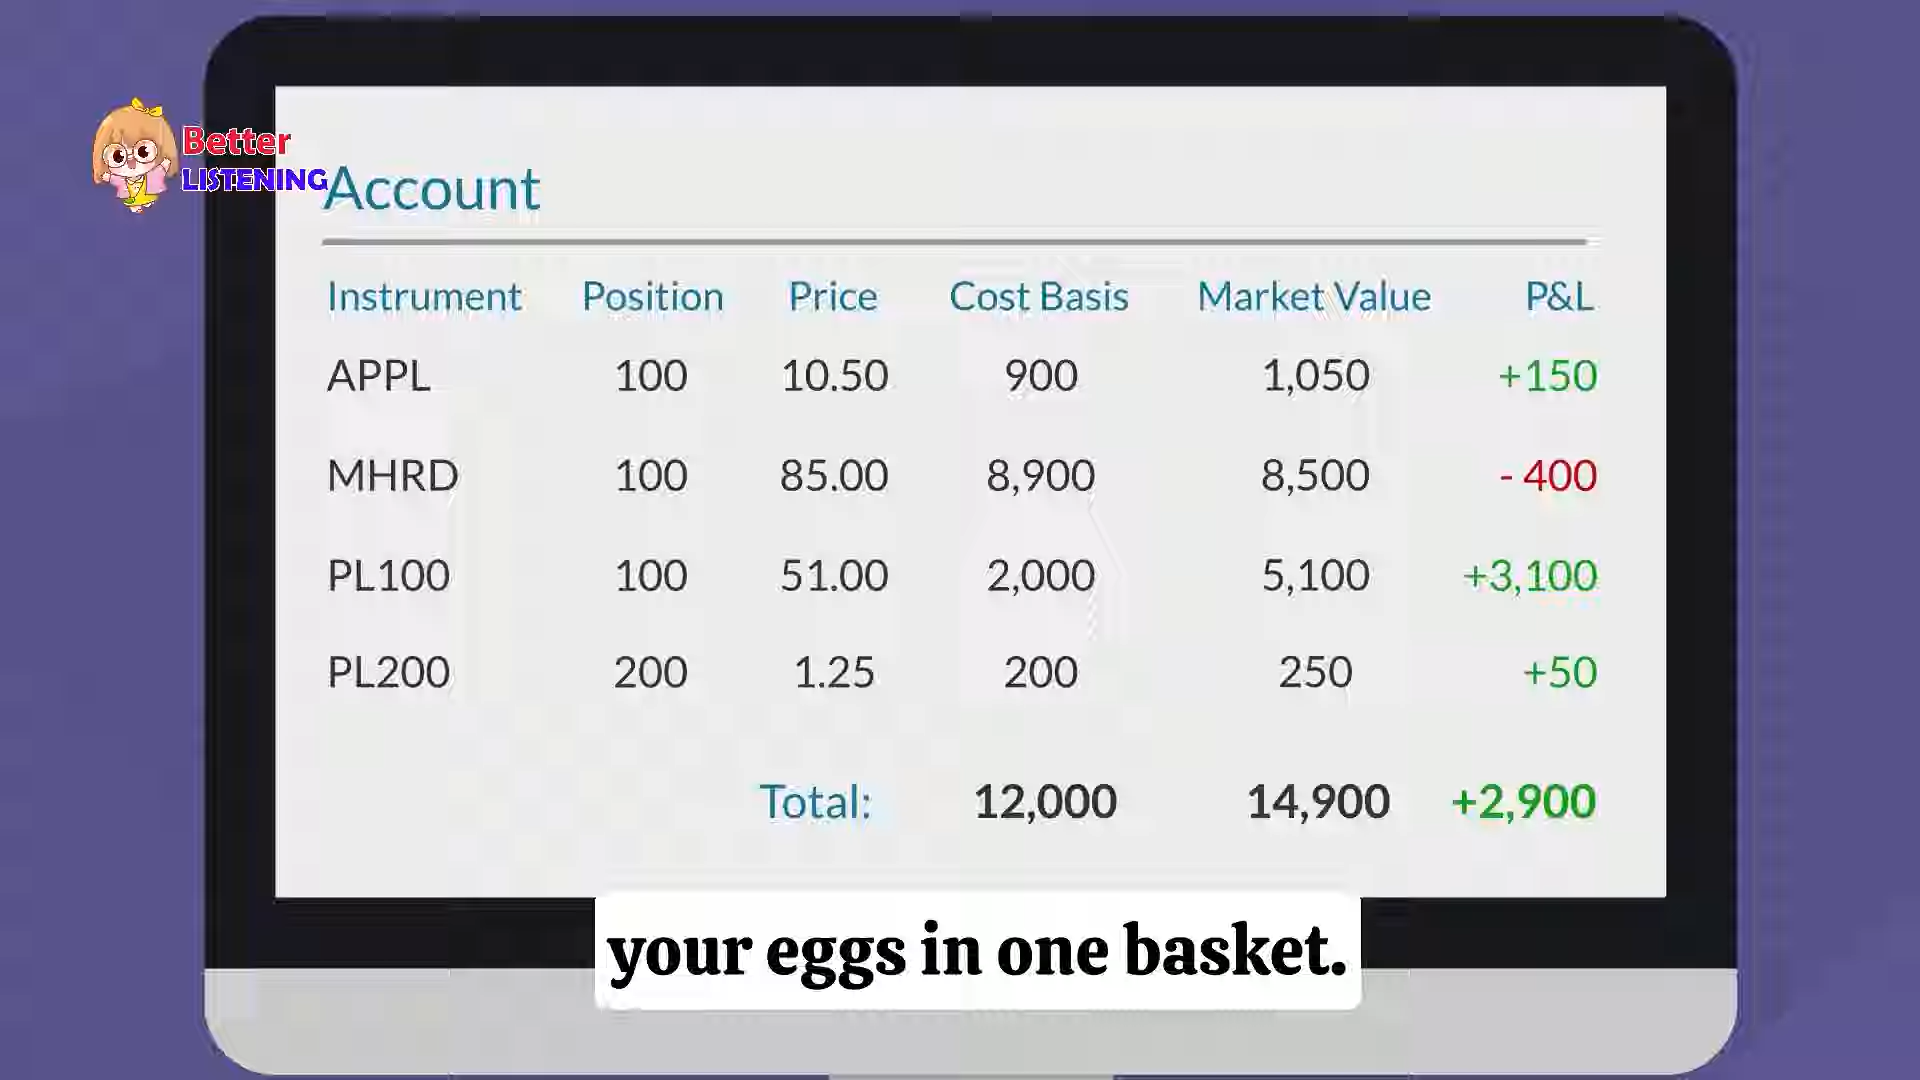 Better
LISTENING
Account
Instrument Position Price Cost Basis Market Value P&L
APPL 100 10.50 900 1,050 +150
MHRD 100 85.00 8,900 8,500 - 400
PL100 100 51.00 2,000 5,100 +3,100
PL200 200 1.25 200 250 +50
Total: 12,000 14,900 +2,900
your eggs in one basket.